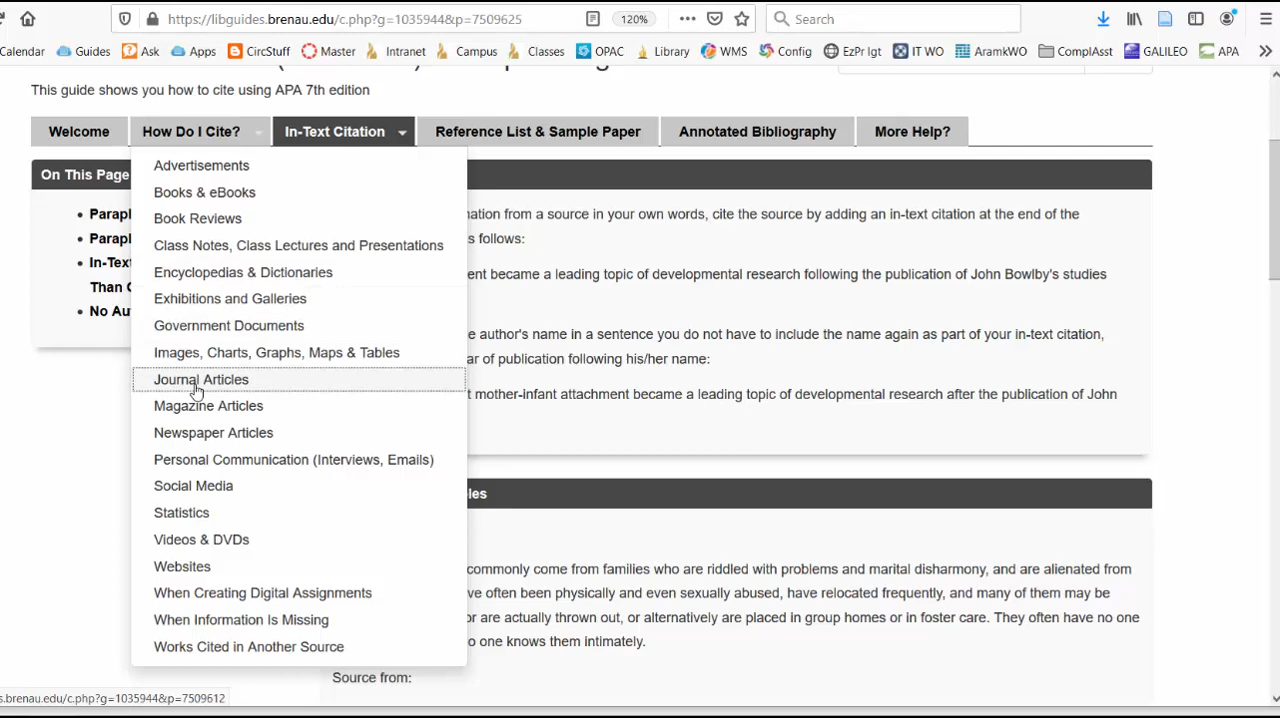 https://libguides.brenau.edu/c.php?g=1035944&p=7509625
120%
Search
Calendar
Guides
Ask
Apps
CircStuff
Master
Intranet
Campus
Classes
OPAC
Library
WMS
Config
EzPr Igt
IT WO
AramkWO
ComplAsst
GALILEO
APA
This guide shows you how to cite using APA 7th edition
Welcome
How Do I Cite?
In-Text Citation
Reference List & Sample Paper
Annotated Bibliography
More Help?
On This Page
Paraph
Paraph
In-Text
Than O
No Aut
Advertisements
Books & eBooks
Book Reviews
Class Notes, Class Lectures and Presentations
Encyclopedias & Dictionaries
Exhibitions and Galleries
Government Documents
Images, Charts, Graphs, Maps & Tables
Journal Articles
Magazine Articles
Newspaper Articles
Personal Communication (Interviews, Emails)
Social Media
Statistics
Videos & DVDs
Websites
When Creating Digital Assignments
When Information Is Missing
Works Cited in Another Source
nation from a source in your own words, cite the source by adding an in-text citation at the end of the
s follows:
ent became a leading topic of developmental research following the publication of John Bowlby's studies
e author's name in a sentence you do not have to include the name again as part of your in-text citation,
ar of publication following his/her name:
t mother-infant attachment became a leading topic of developmental research after the publication of John
les
commonly come from families who are riddled with problems and marital disharmony, and are alienated from
ve often been physically and even sexually abused, have relocated frequently, and many of them may be
or are actually thrown out, or alternatively are placed in group homes or in foster care. They often have no one
o one knows them intimately.
Source from:
s.brenau.edu/c.php?g=1035944&p=7509612